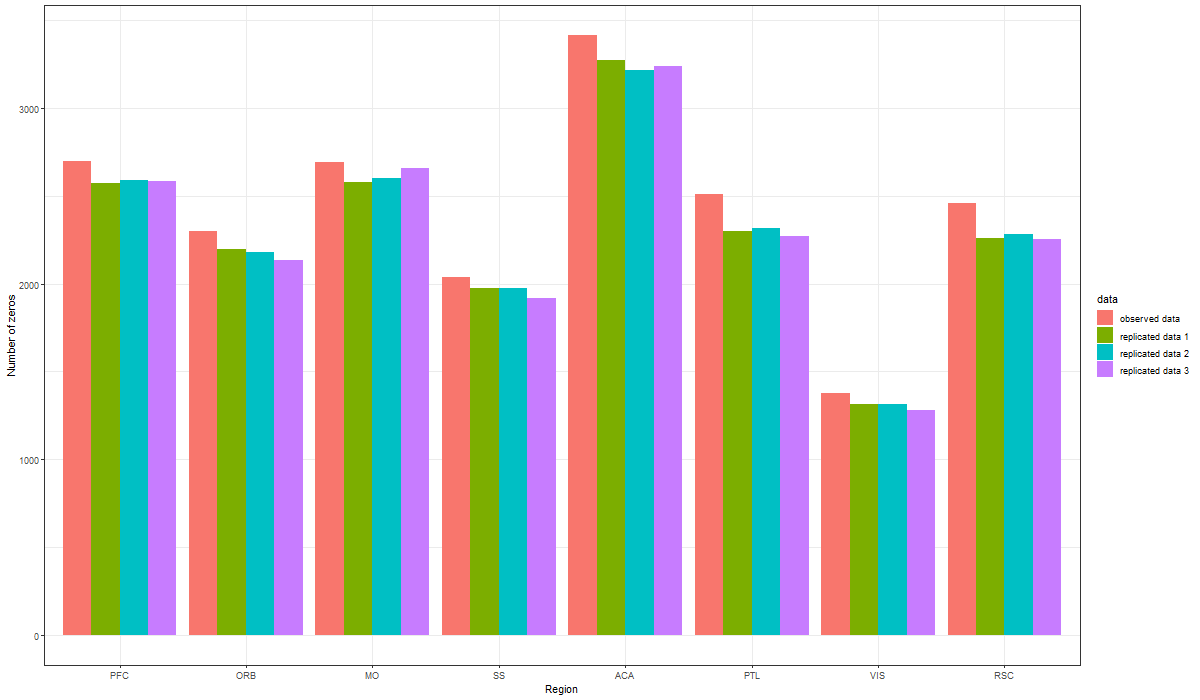 Number of zeros
3000
2000
1000
0
PFC ORB MO SS ACA PTL VIS RSC
Region
data
observed data
replicated data 1
replicated data 2
replicated data 3